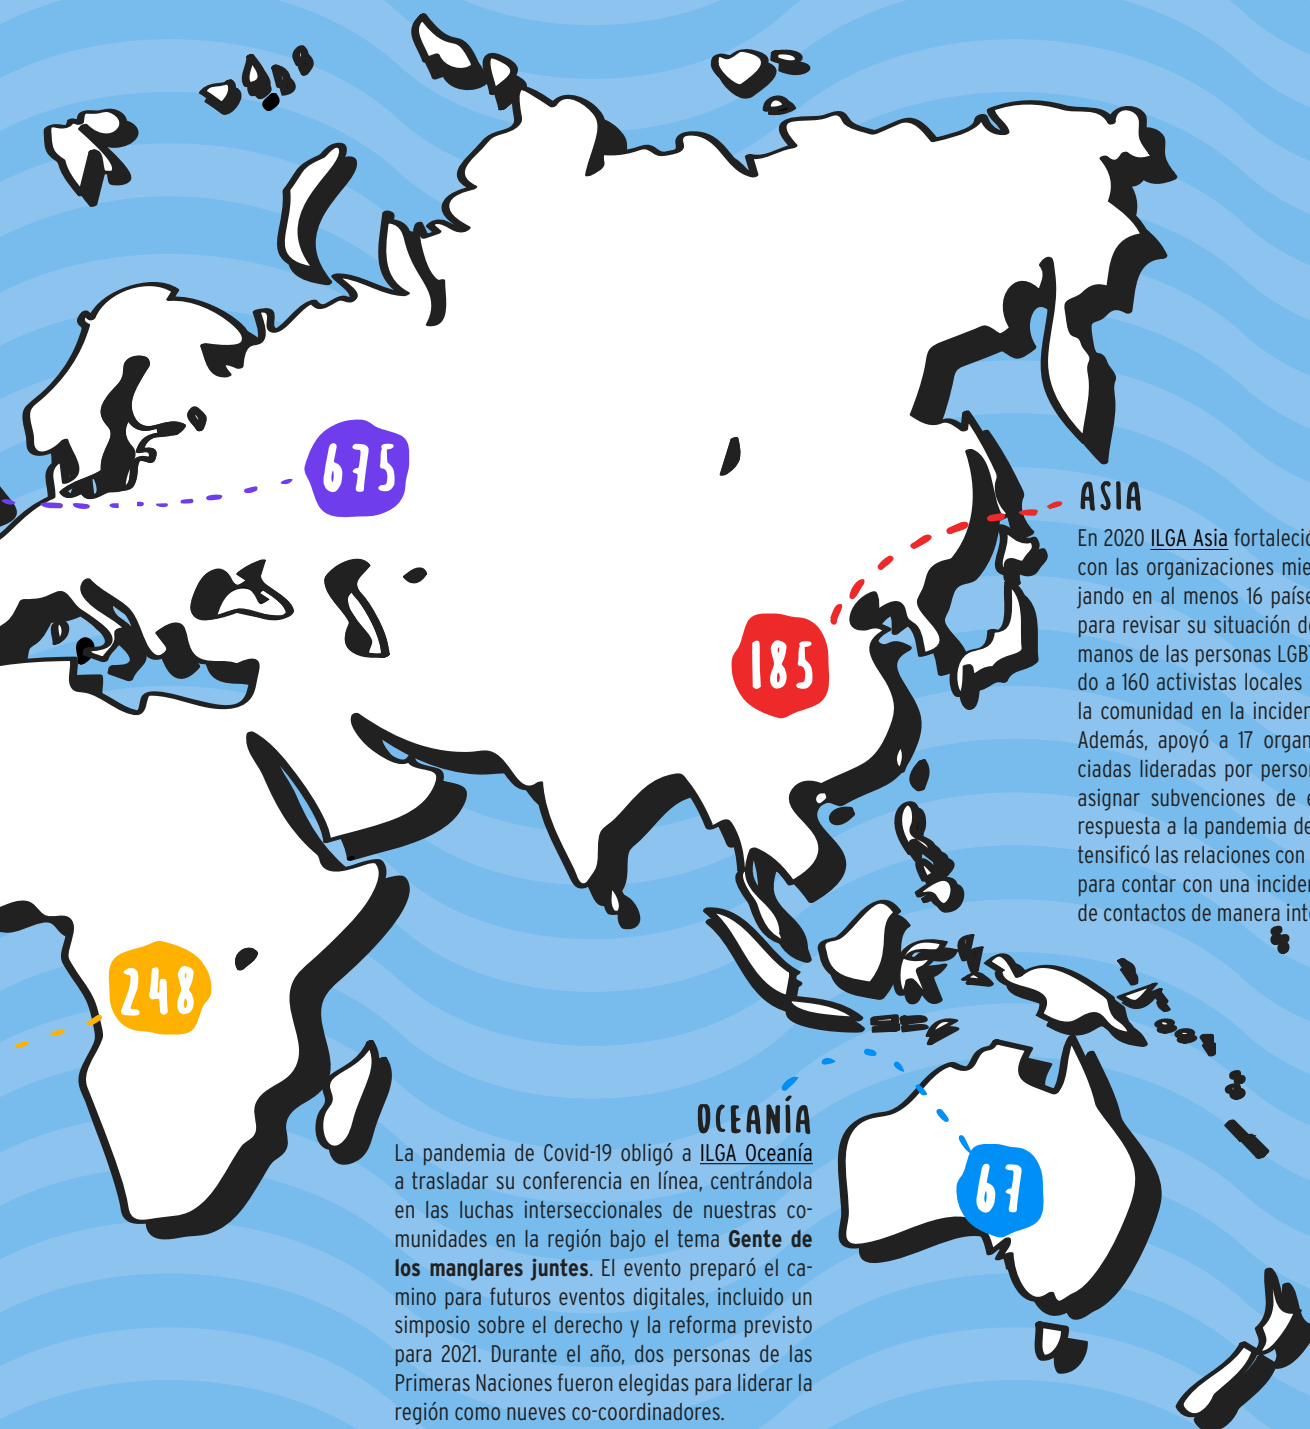 675
ASIA
En 2020 ILGA Asia fortaleció
con las organizaciones mie
jando en al menos 16 paíse
para revisar su situación de
manos de las personas LGBT
do a 160 activistas locales
la comunidad en la inciden
Además, apoyó a 17 organ
ciadas lideradas por person
asignar subvenciones de e
respuesta a la pandemia de
tensificó las relaciones con
para contar con una inciden
de contactos de manera inte
185
248
67
OCEANÍA
La pandemia de Covid-19 obligó a ILGA Oceanía
a trasladar su conferencia en línea, centrándola
en las luchas interseccionales de nuestras co-
munidades en la región bajo el tema Gente de
los manglares juntes. El evento preparó el ca-
mino para futuros eventos digitales, incluido un
simposio sobre el derecho y la reforma previsto
para 2021. Durante el año, dos personas de las
Primeras Naciones fueron elegidas para liderar la
región como nueves co-coordinadores.